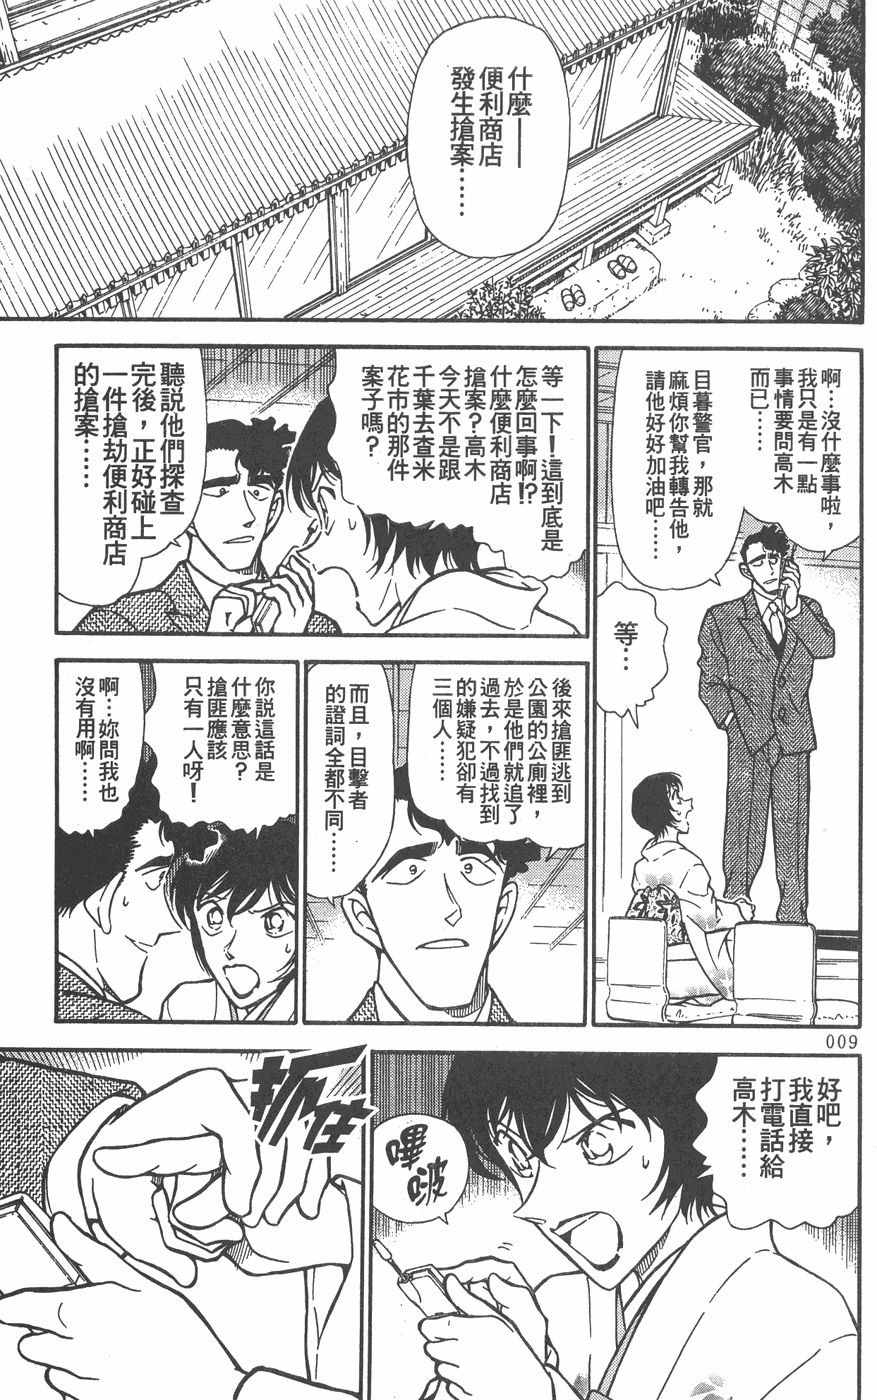 什麼——
便利商店
發生搶案……
啊…沒什麼事啦，
我只是有一點
事情要問高木
而已……
目暮警官，那就
麻煩你幫我轉告他，
請他好好加油吧……
等…
等一下！這到底是
怎麼回事啊!?
什麼便利商店
搶案？高木
今天不是跟
千葉去查米
花市的那件
案子嗎？
聽說他們探查
完後，正好碰上
一件搶劫便利商店
的搶案……
後來搶匪逃到
公園的公廁裡，
於是他們就追了
過去，不過找到
的嫌疑犯卻有
三個人……
而且，目擊者
的證詞全都不同……
你說這話是
什麼意思？
搶匪應該
只有一人呀！
啊…妳問我也
沒有用啊……
009
好吧，
我直接
打電話給
高木……
嗶
啵
抓住